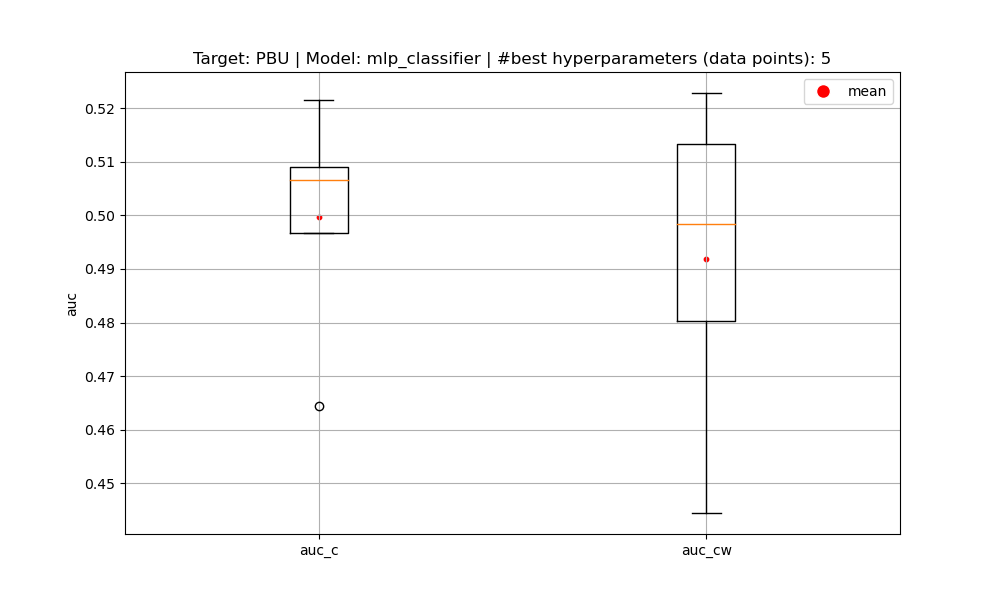 Target: PBU | Model: mlp_classifier | #best hyperparameters (data points): 5
mean
0.52
0.51
0.50
0.49
0.48
0.47
0.46
0.45
auc
auc_c
auc_cw